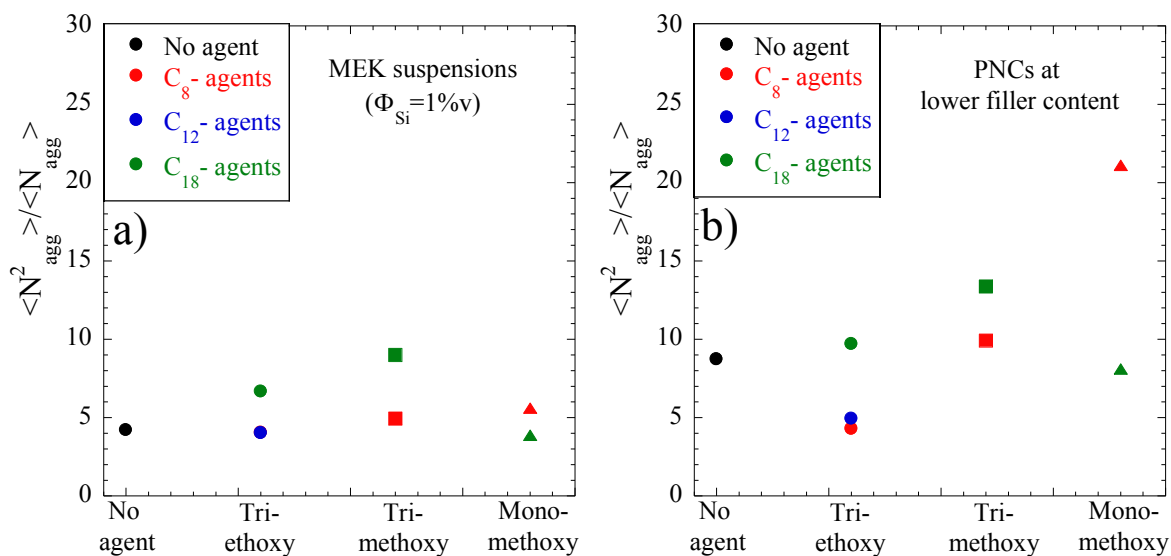 30
25
20
15
10
5
0
<N²agg>/<Nagg>
No agent
C₈- agents
C₁₂- agents
C₁₈- agents
MEK suspensions
(ΦSi=1%v)
a)
No
agent
Tri-
ethoxy
Tri-
methoxy
Mono-
methoxy
30
25
20
15
10
5
0
<N²agg>/<Nagg>
No agent
C₈- agents
C₁₂- agents
C₁₈- agents
PNCs at
lower filler content
b)
No
agent
Tri-
ethoxy
Tri-
methoxy
Mono-
methoxy